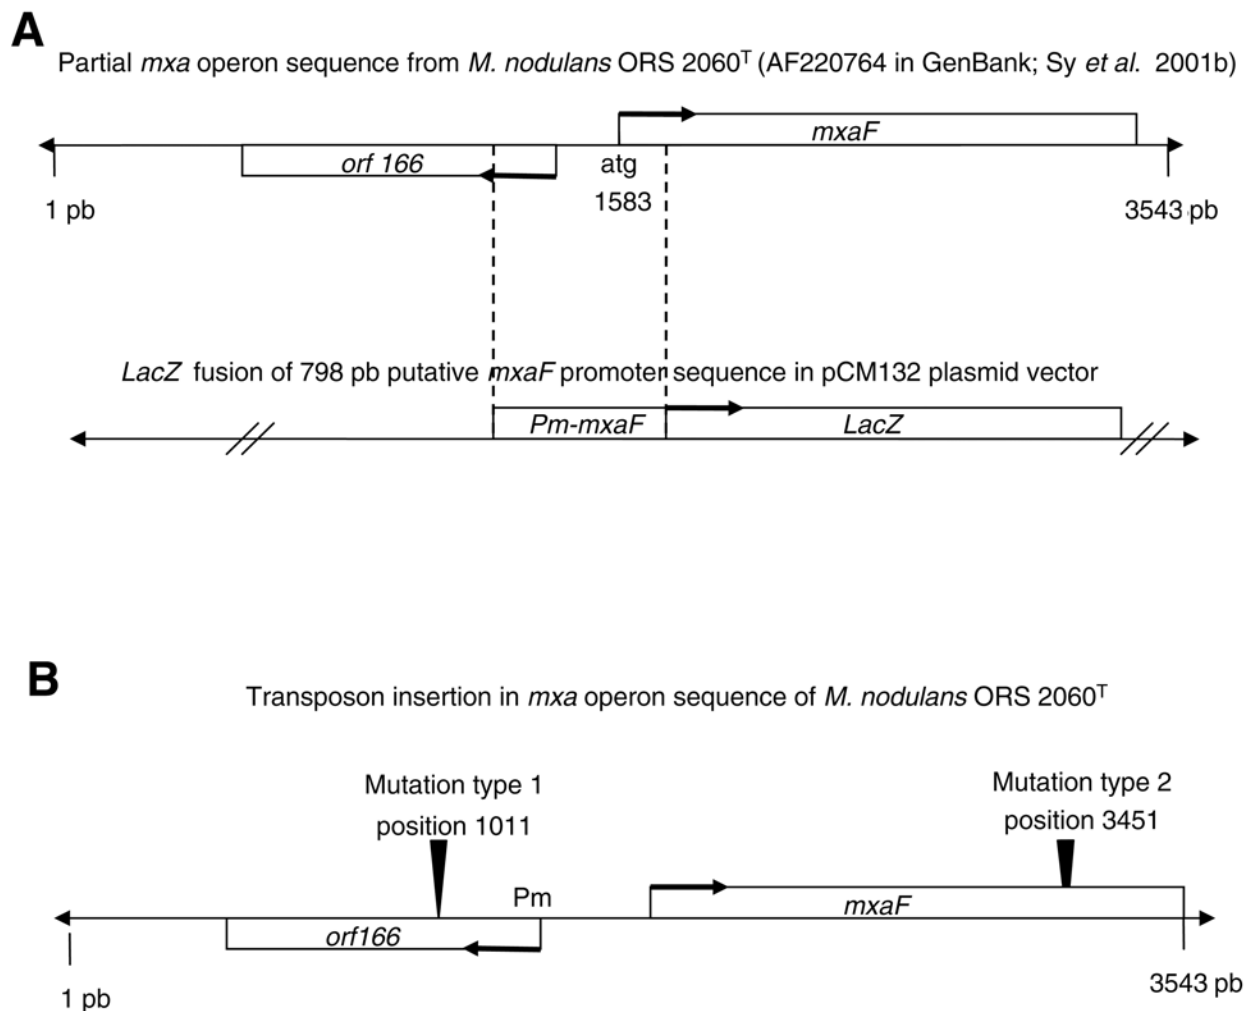 A
Partial mxa operon sequence from M. nodulans ORS 2060T (AF220764 in GenBank; Sy et al. 2001b)
mxaF
orf 166
atg
1583
1 pb
3543 pb
LacZ fusion of 798 pb putative mxaF promoter sequence in pCM132 plasmid vector
Pm-mxaF
LacZ
B
Transposon insertion in mxa operon sequence of M. nodulans ORS 2060T
Mutation type 1
position 1011
Mutation type 2
position 3451
Pm
mxaF
orf166
1 pb
3543 pb